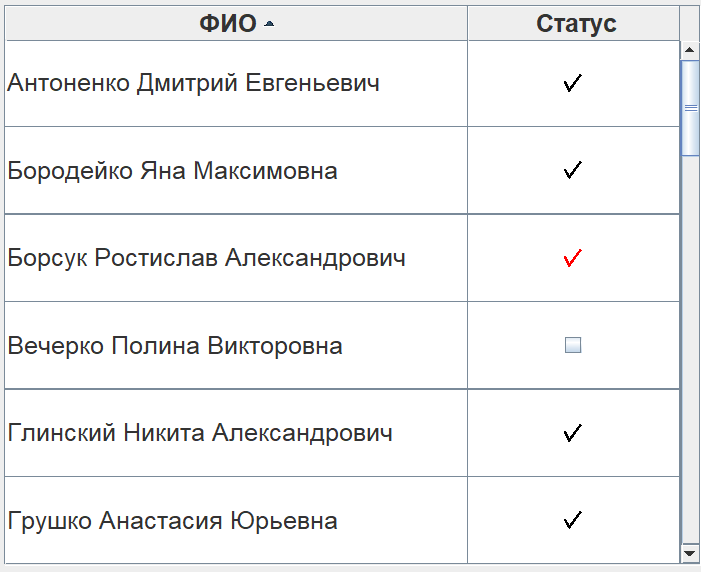 ФИО Статус
Антоненко Дмитрий Евгеньевич
Бородейко Яна Максимовна
Борсук Ростислав Александрович
Вечерко Полина Викторовна
Глинский Никита Александрович
Грушко Анастасия Юрьевна